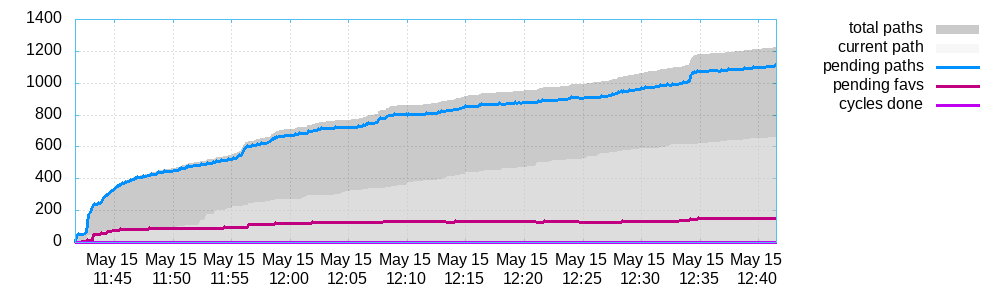 1400
1200
1000
800
600
400
200
0
May 15 May 15 May 15 May 15 May 15 May 15 May 15 May 15 May 15 May 15 May 15 May 15
11:45 11:50 11:55 12:00 12:05 12:10 12:15 12:20 12:25 12:30 12:35 12:40
total paths
current path
pending paths
pending favs
cycles done